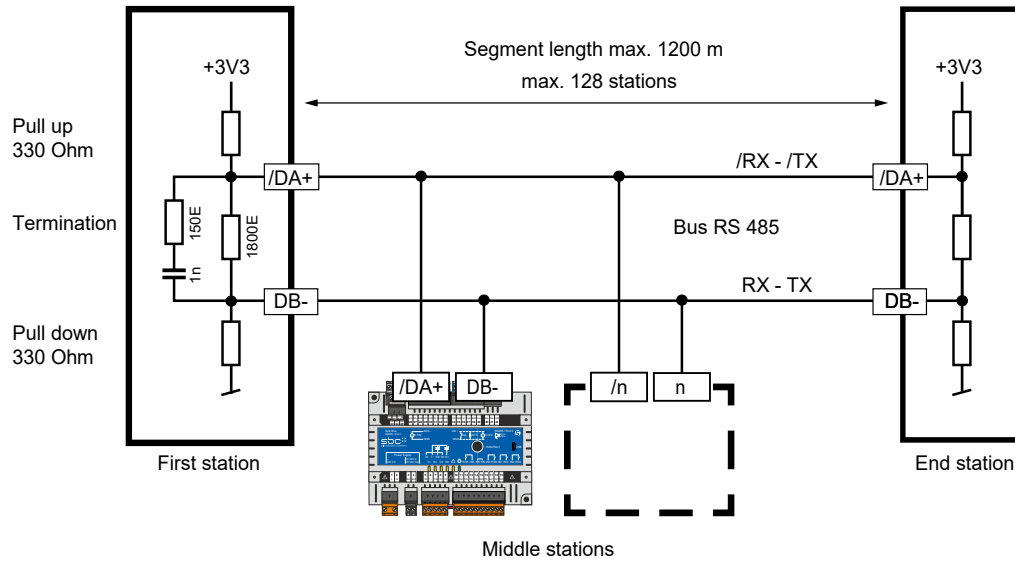 Segment length max. 1200 m
max. 128 stations
+3V3
+3V3
Pull up
330 Ohm
/DA+
/RX - /TX
/DA+
Termination
150E
1800E
1n
Bus RS 485
DB-
RX - TX
DB-
Pull down
330 Ohm
/DA+
DB-
/n
n
sbc
First station
End station
Middle stations